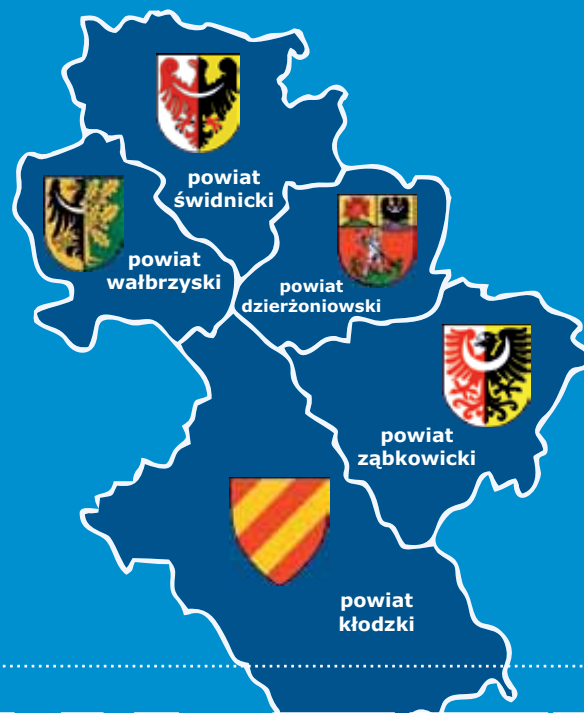 powiat
świdnicki
powiat
wałbrzyski
powiat
dzierżoniowski
powiat
ząbkowicki
powiat
kłodzki